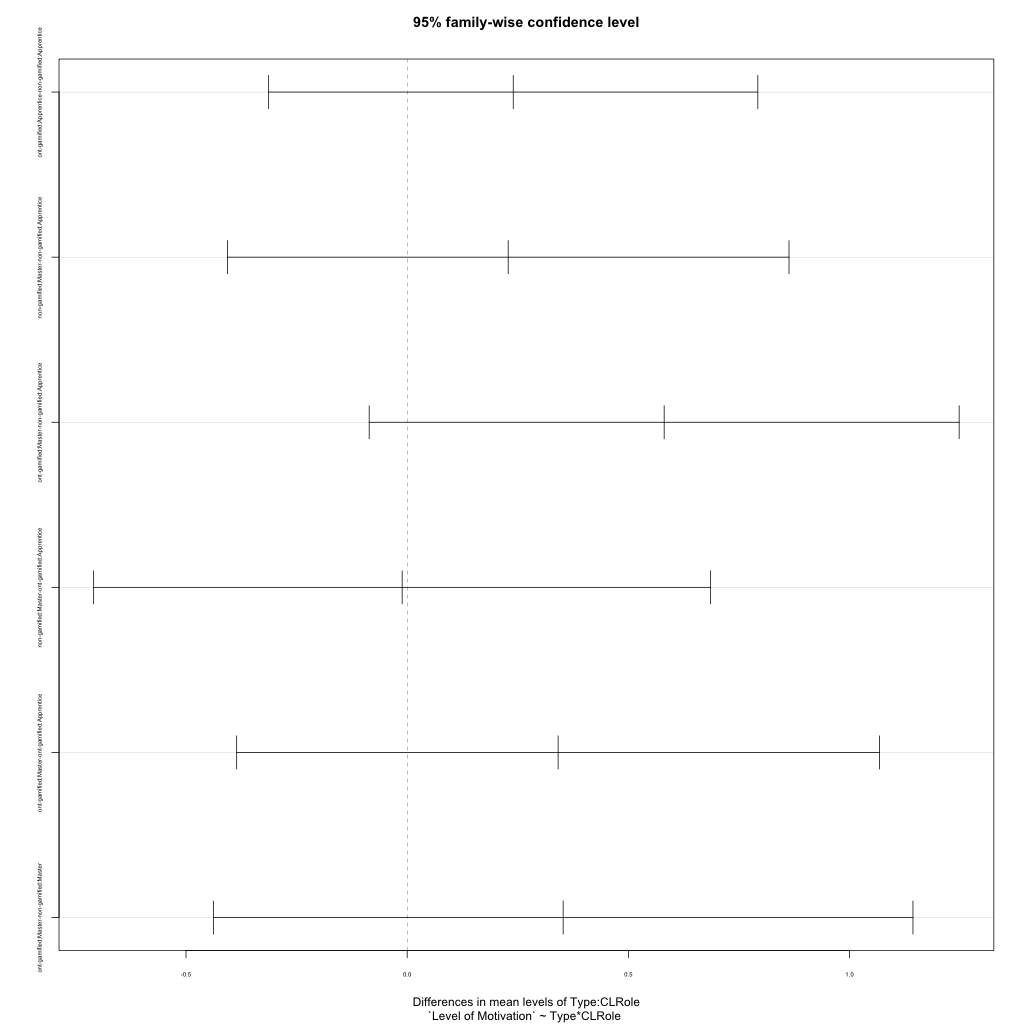 95% family-wise confidence level
ont-gamified:Apprentice-non-gamified:Apprentice
non-gamified:Master-non-gamified:Apprentice
ont-gamified:Master-non-gamified:Apprentice
non-gamified:Master-ont-gamified:Apprentice
ont-gamified:Master-ont-gamified:Apprentice
ont-gamified:Master-non-gamified:Master
-0.5 0.0 0.5 1.0
Differences in mean levels of Type:CLRole
`Level of Motivation` ~ Type*CLRole